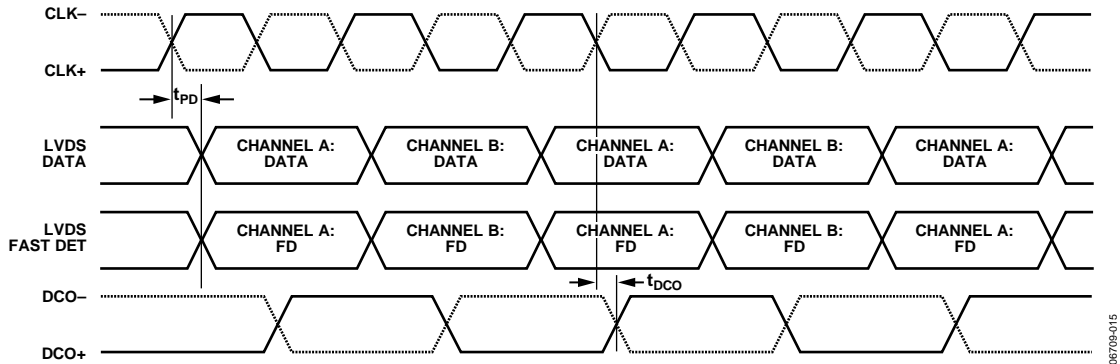 CLK–
CLK+
tPD
LVDS
DATA
CHANNEL A:
DATA
CHANNEL B:
DATA
CHANNEL A:
DATA
CHANNEL B:
DATA
CHANNEL A:
DATA
LVDS
FAST DET
CHANNEL A:
FD
CHANNEL B:
FD
CHANNEL A:
FD
CHANNEL B:
FD
CHANNEL A:
FD
tDCO
DCO–
DCO+
06709-015